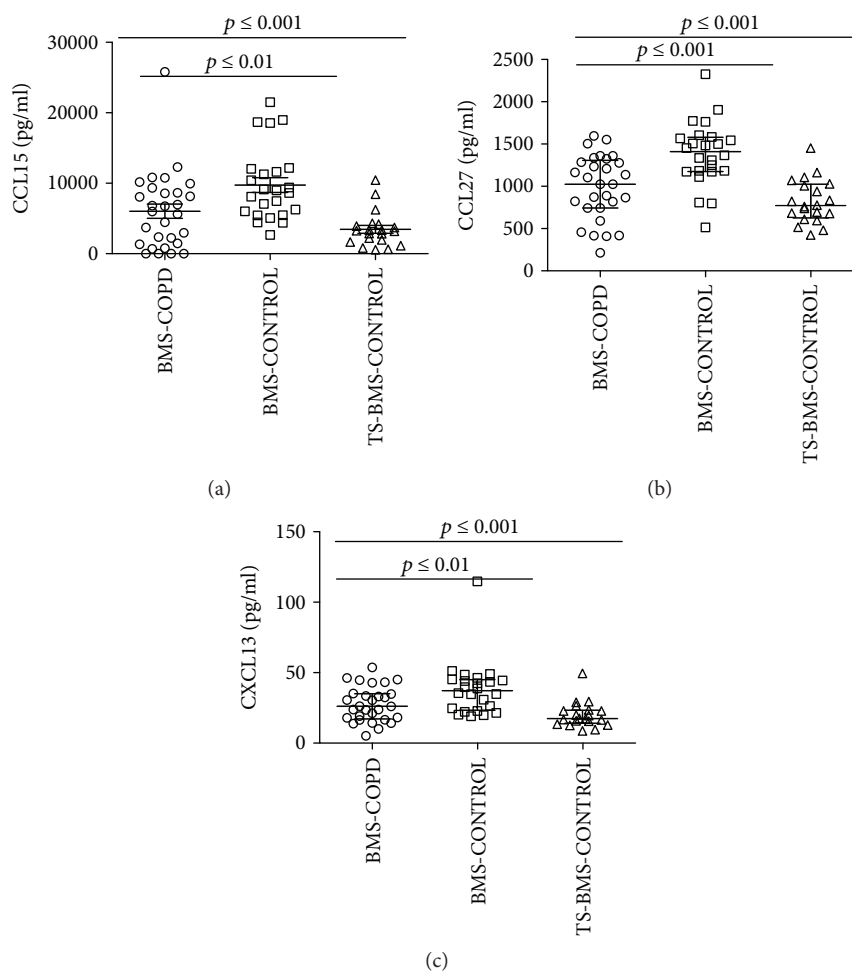 p ≤ 0.001
p ≤ 0.01
30000
20000
10000
0
CCL15 (pg/ml)
BMS-COPD
BMS-CONTROL
TS-BMS-CONTROL
(a)
p ≤ 0.001
p ≤ 0.001
2500
2000
1500
1000
500
0
CCL27 (pg/ml)
BMS-COPD
BMS-CONTROL
TS-BMS-CONTROL
(b)
p ≤ 0.001
p ≤ 0.01
150
100
50
0
CXCL13 (pg/ml)
BMS-COPD
BMS-CONTROL
TS-BMS-CONTROL
(c)